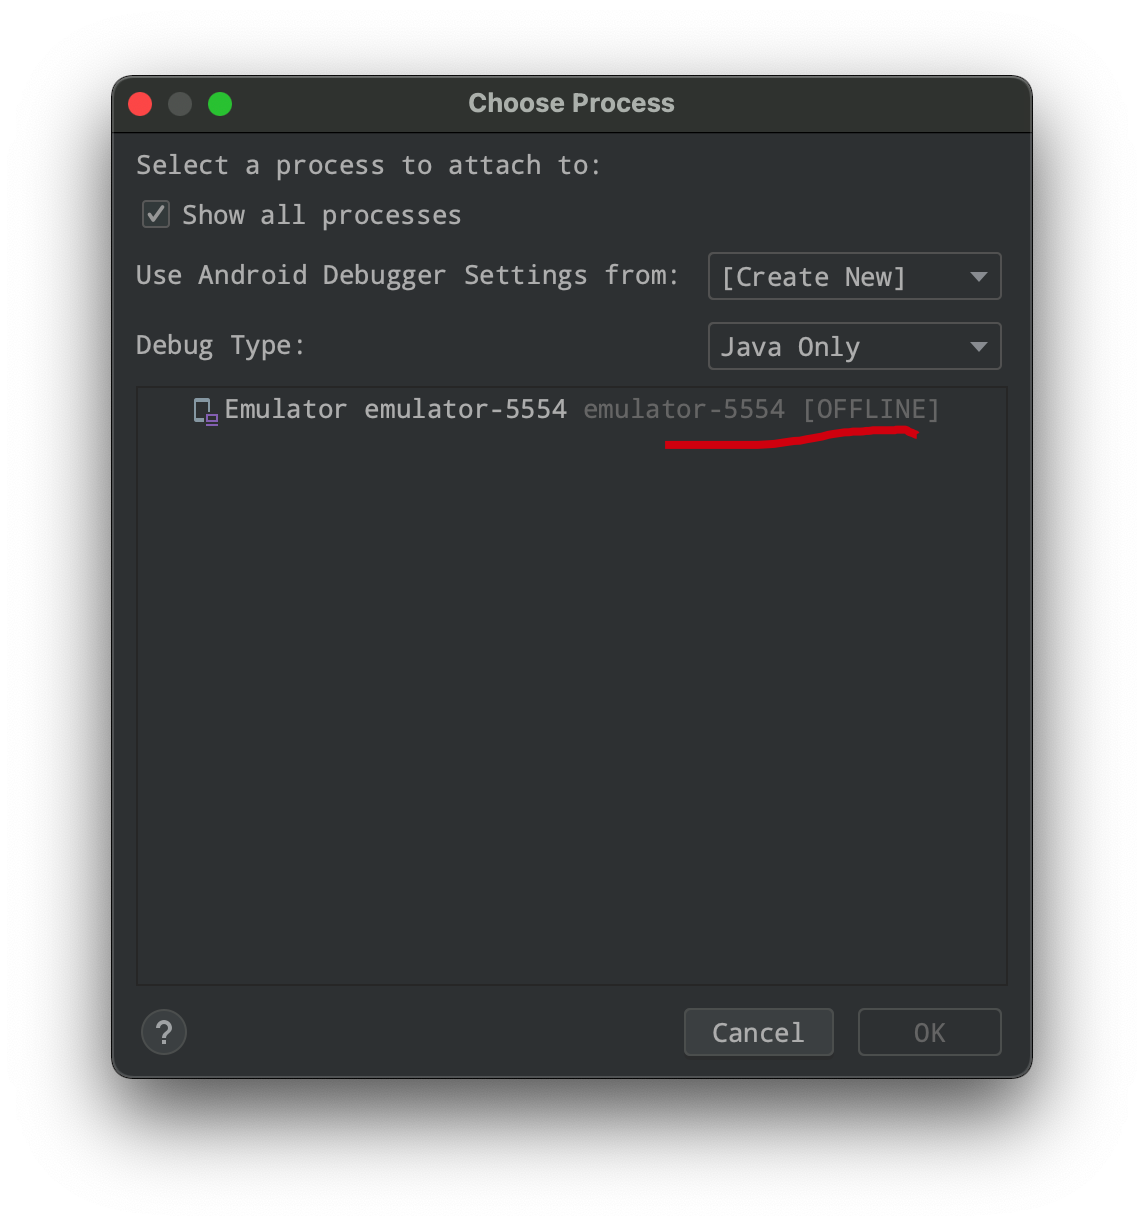 Choose Process
Select a process to attach to:
Show all processes
Use Android Debugger Settings from: [Create New]
Debug Type: Java Only
Emulator emulator-5554 emulator-5554 [OFFLINE]
? Cancel OK